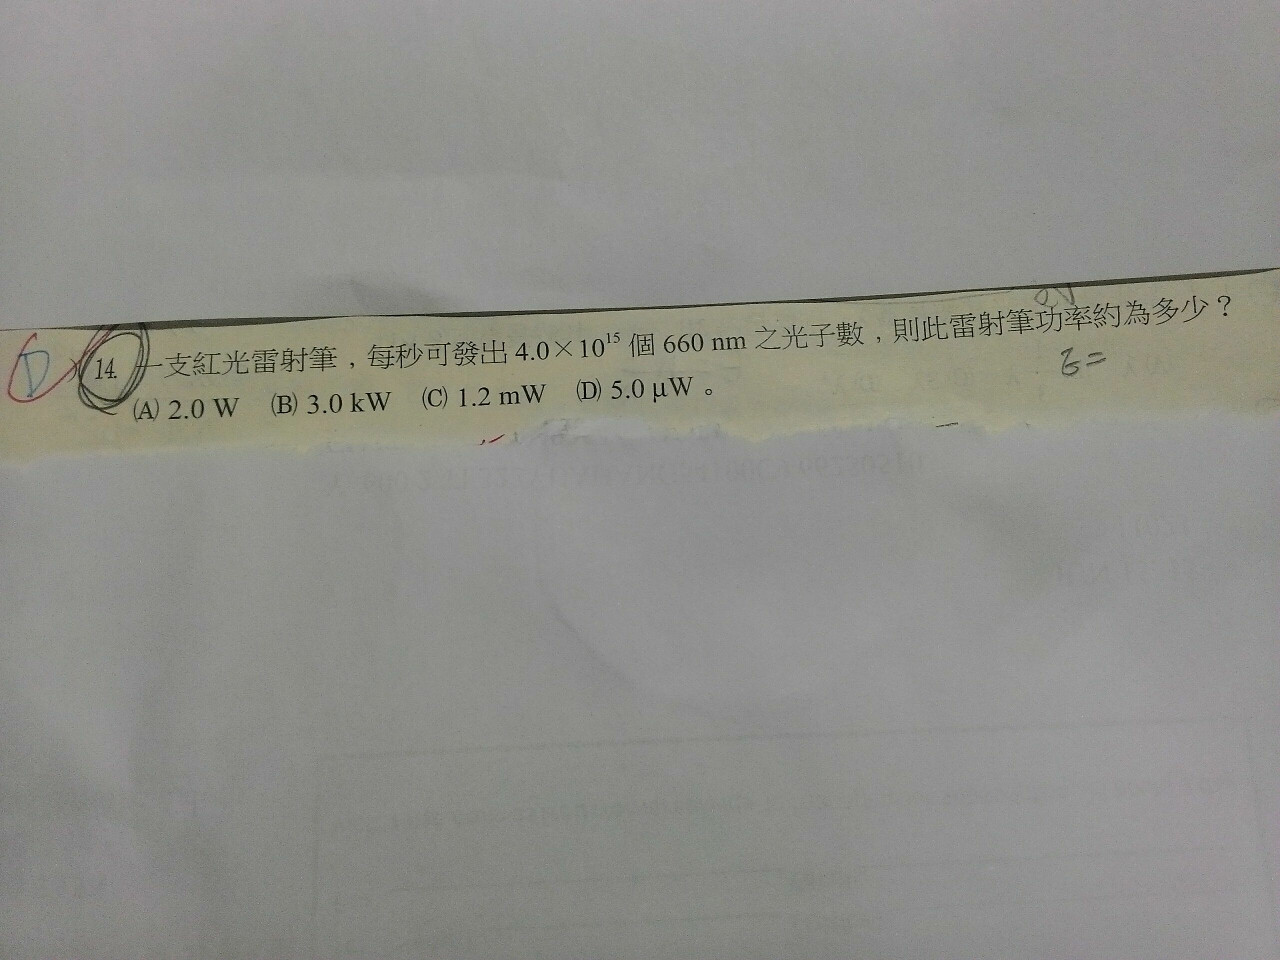 D ) 14. 一支紅光雷射筆，每秒可發出 4.0×10¹⁵ 個 660 nm 之光子數，則此雷射筆功率約為多少？
(A) 2.0 W (B) 3.0 kW (C) 1.2 mW (D) 5.0 μW。
E=